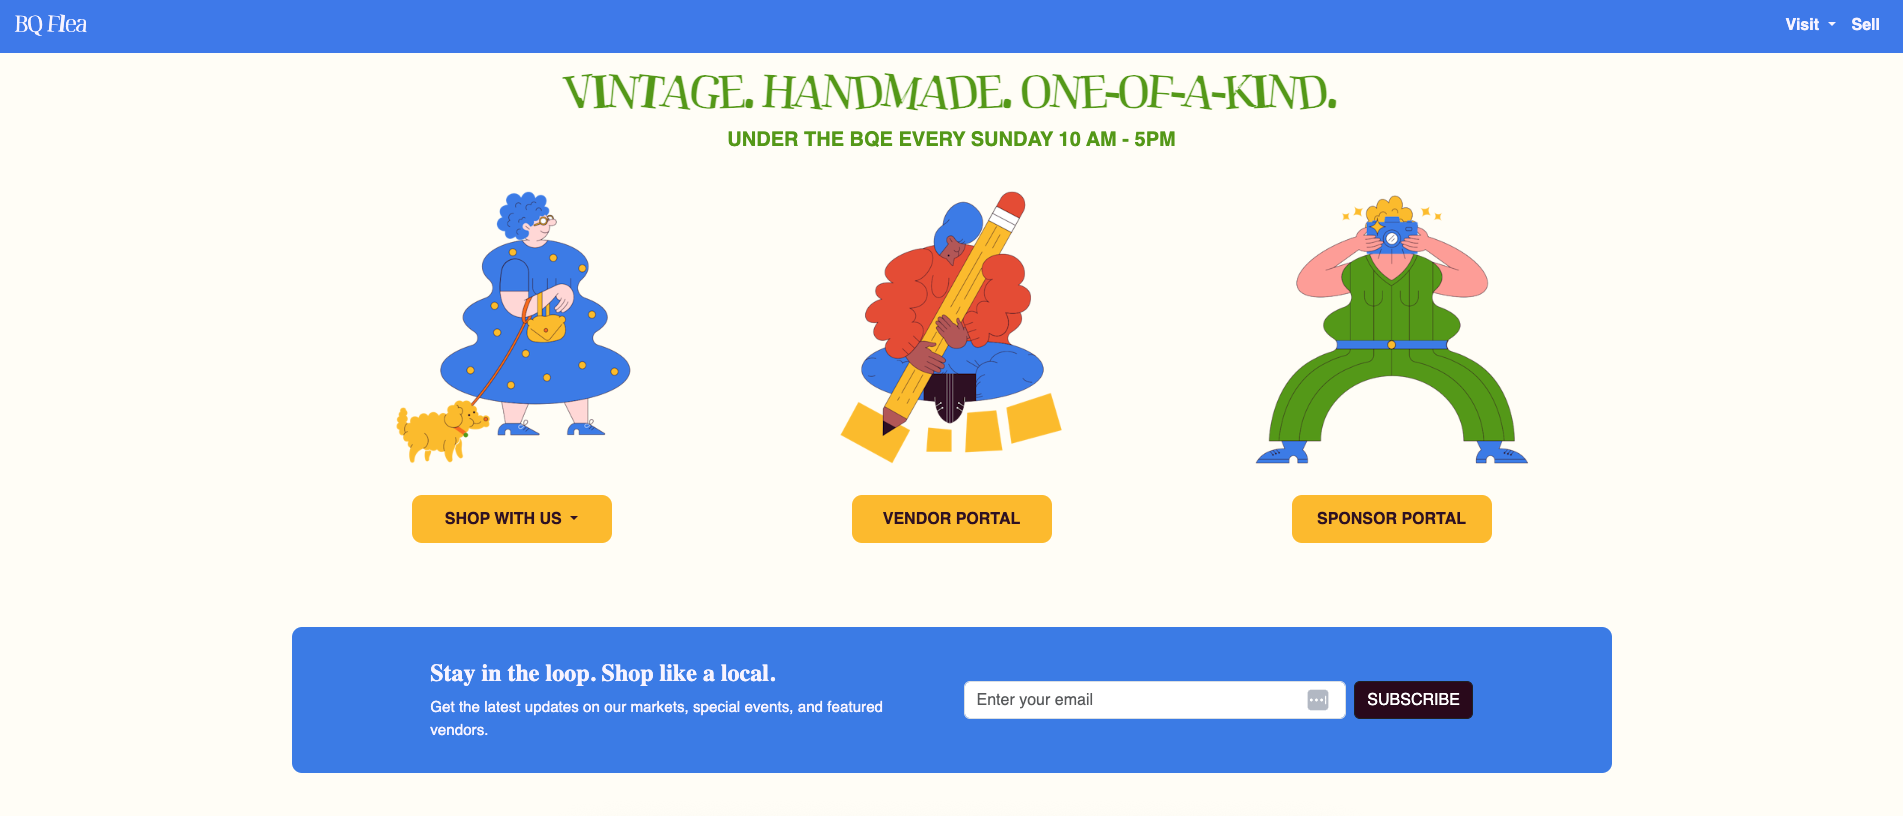 BQ Flea
Visit
Sell
VINTAGE. HANDMADE. ONE-OF-A-KIND.
UNDER THE BQE EVERY SUNDAY 10 AM - 5PM
SHOP WITH US
VENDOR PORTAL
SPONSOR PORTAL
Stay in the loop. Shop like a local.
Get the latest updates on our markets, special events, and featured
vendors.
Enter your email
SUBSCRIBE